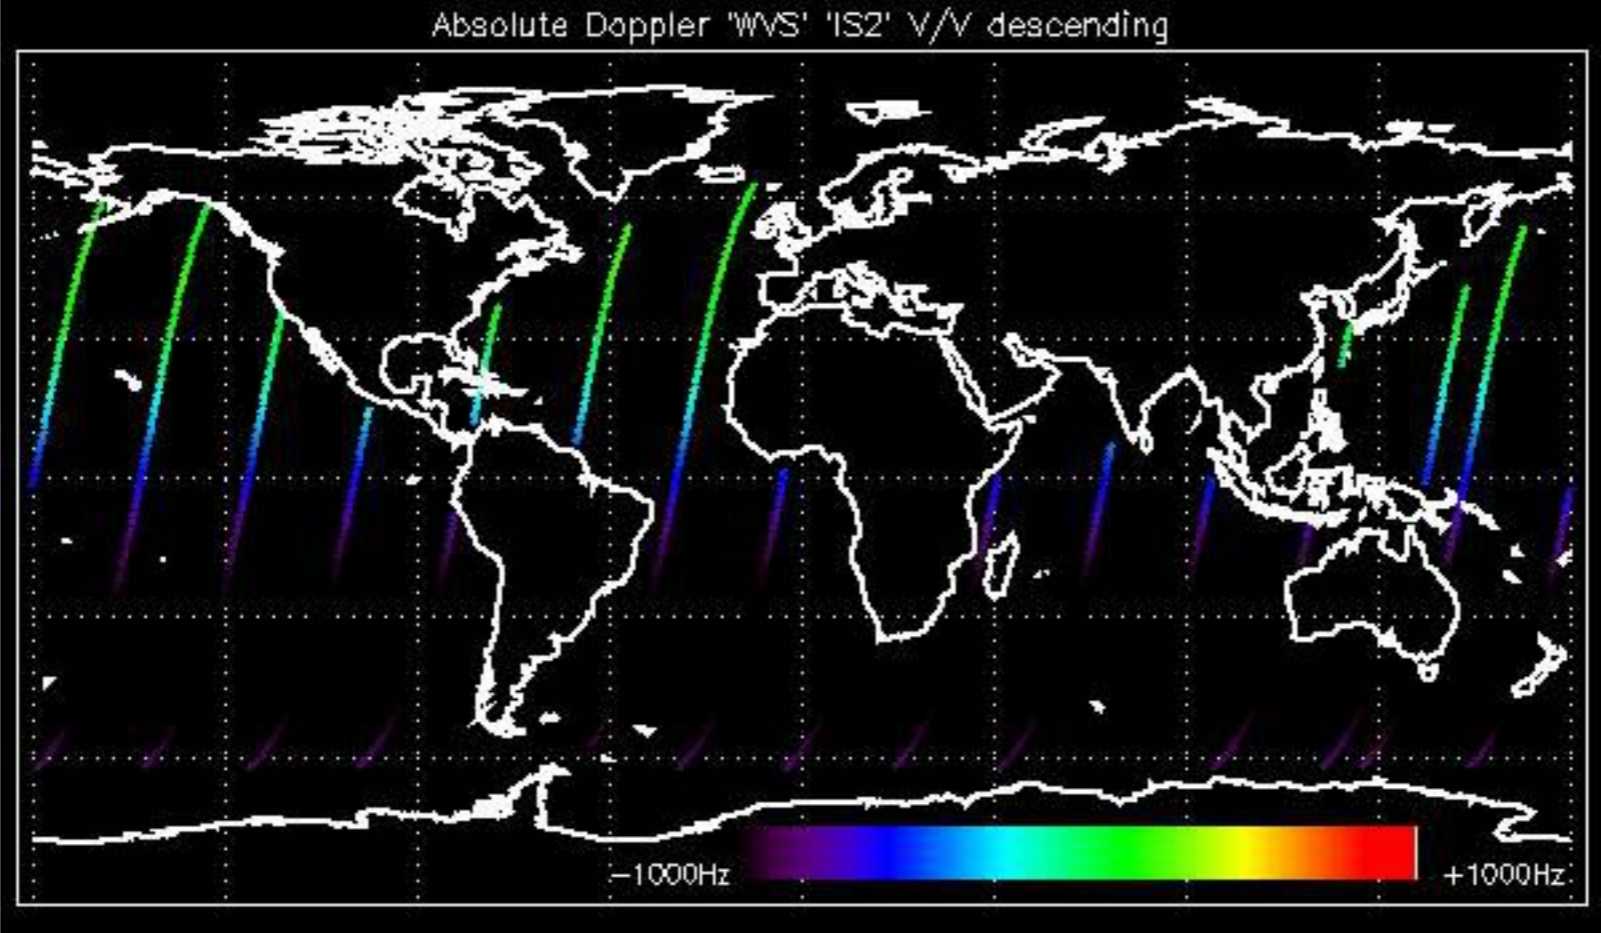 Absolute Doppler 'WVS' 'IS2' V/V descending
−1000Hz
+1000Hz